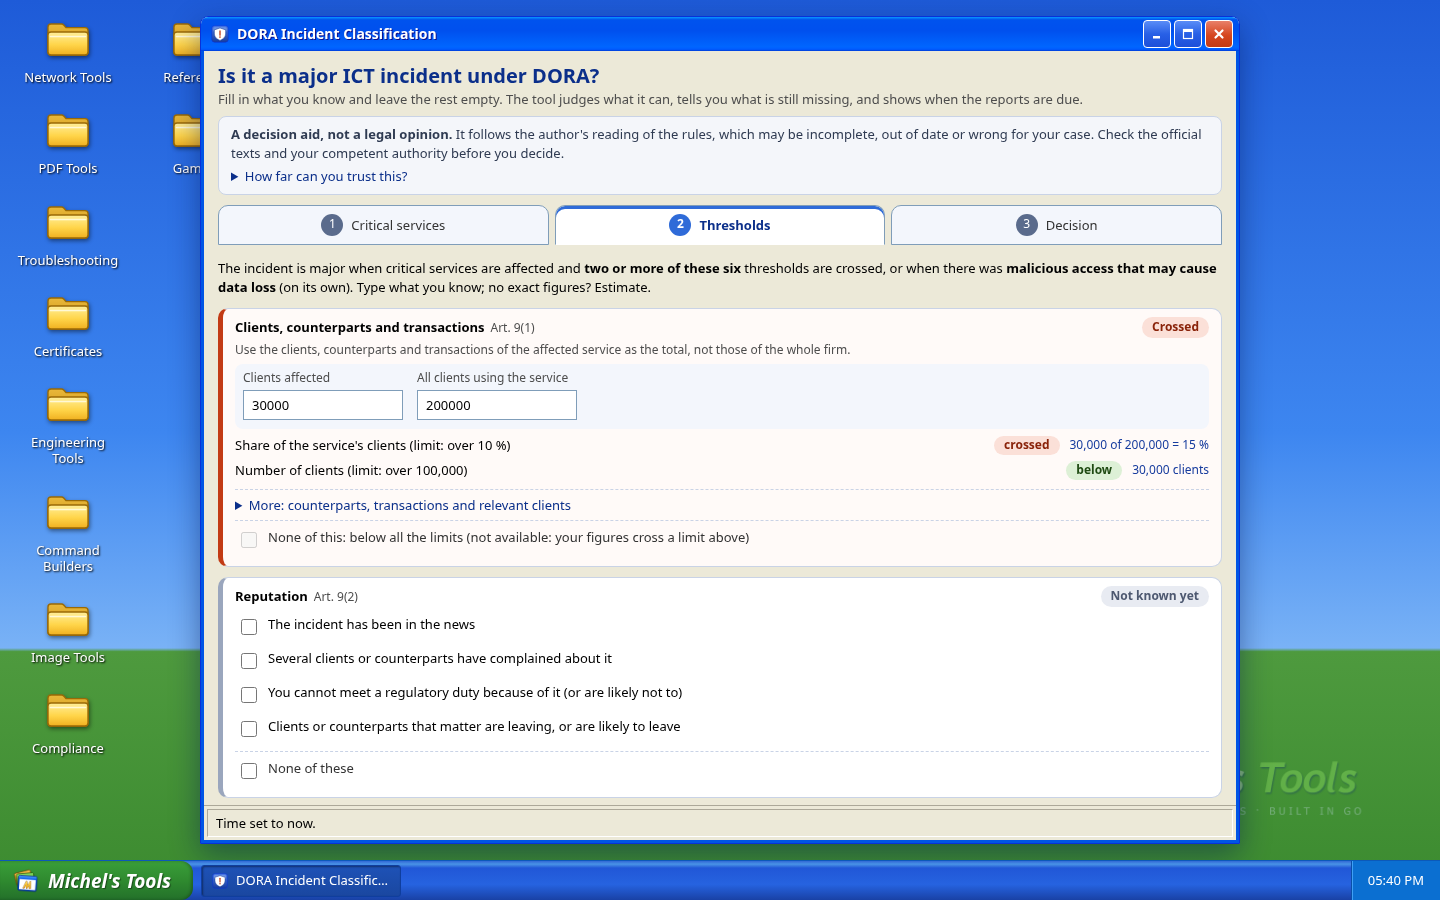 Network Tools
Refere
PDF Tools
Gam
Troubleshooting
Certificates
Engineering
Tools
Command
Builders
Image Tools
Compliance
DORA Incident Classification
Is it a major ICT incident under DORA?
Fill in what you know and leave the rest empty. The tool judges what it can, tells you what is still missing, and shows when the reports are due.
A decision aid, not a legal opinion. It follows the author's reading of the rules, which may be incomplete, out of date or wrong for your case. Check the official
texts and your competent authority before you decide.
How far can you trust this?
1 Critical services
2 Thresholds
3 Decision
The incident is major when critical services are affected and two or more of these six thresholds are crossed, or when there was malicious access that may cause
data loss (on its own). Type what you know; no exact figures? Estimate.
Clients, counterparts and transactions Art. 9(1)
Crossed
Use the clients, counterparts and transactions of the affected service as the total, not those of the whole firm.
Clients affected
All clients using the service
30000
200000
Share of the service's clients (limit: over 10 %)
crossed 30,000 of 200,000 = 15 %
Number of clients (limit: over 100,000)
below 30,000 clients
More: counterparts, transactions and relevant clients
None of this: below all the limits (not available: your figures cross a limit above)
Reputation Art. 9(2)
Not known yet
The incident has been in the news
Several clients or counterparts have complained about it
You cannot meet a regulatory duty because of it (or are likely not to)
Clients or counterparts that matter are leaving, or are likely to leave
None of these
Time set to now.
s Tools
S · BUILT IN GO
Michel's Tools
DORA Incident Classific...
05:40 PM